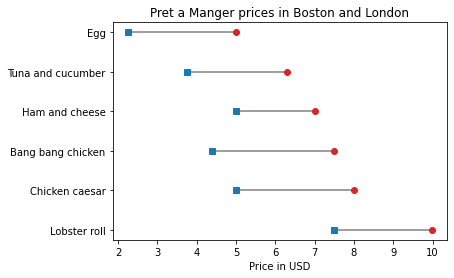 Pret a Manger prices in Boston and London
Egg
Tuna and cucumber
Ham and cheese
Bang bang chicken
Chicken caesar
Lobster roll
2 3 4 5 6 7 8 9 10
Price in USD